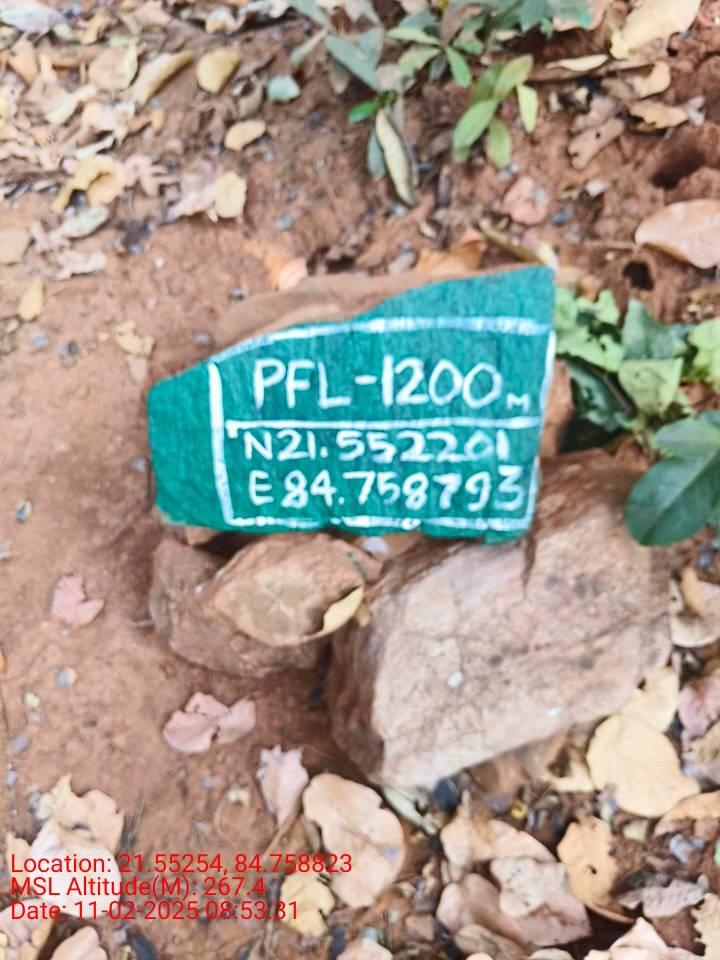 PFL-1200M
N21.552201
E 84.758793
Location: 21.55254, 84.758823
MSL Altitude(M): 267.4
Date: 11-02-2025 08:53:31